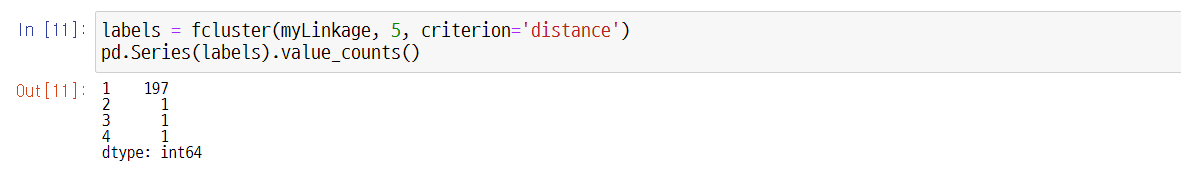 In [11]: labels = fcluster(myLinkage, 5, criterion='distance')
pd.Series(labels).value_counts()
Out[11]: 1    197
2      1
3      1
4      1
dtype: int64